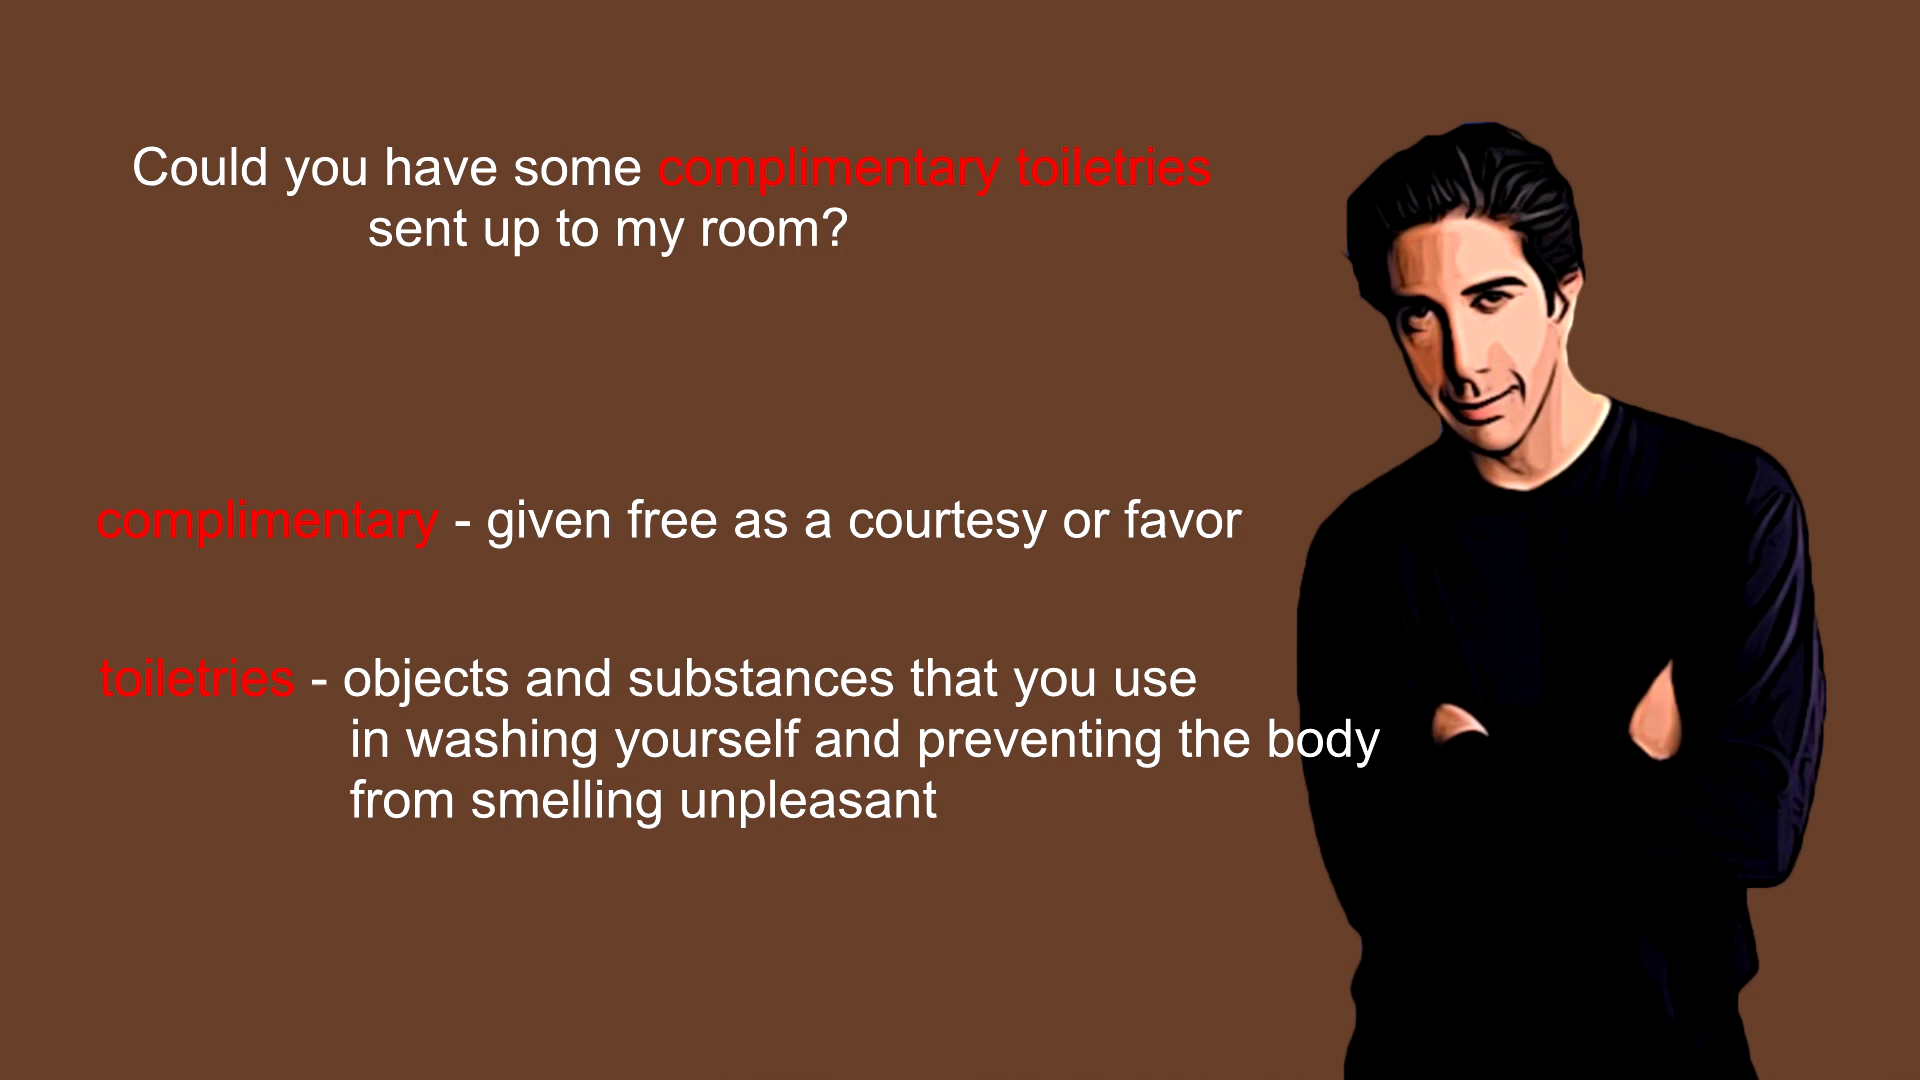 Could you have some complimentary toiletries
sent up to my room?
complimentary - given free as a courtesy or favor
toiletries - objects and substances that you use
in washing yourself and preventing the body
from smelling unpleasant